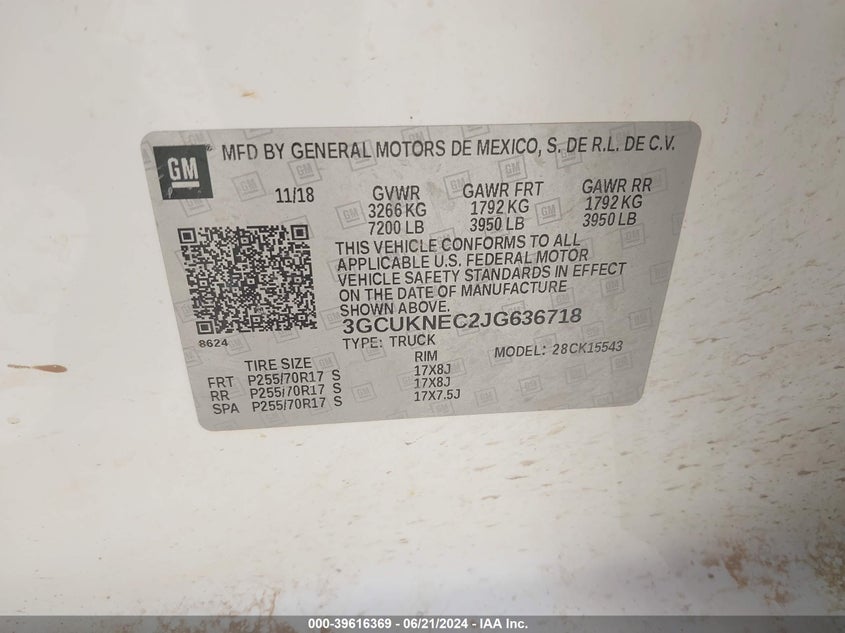 GM
MFD BY GENERAL MOTORS DE MEXICO, S. DE R.L. DE C.V.
11/18 GVWR GAWR FRT GAWR RR
3266 KG 1792 KG 1792 KG
7200 LB 3950 LB 3950 LB
THIS VEHICLE CONFORMS TO ALL
APPLICABLE U.S. FEDERAL MOTOR
VEHICLE SAFETY STANDARDS IN EFFECT
ON THE DATE OF MANUFACTURE
SHOWN ABOVE.
8624
3GCUKNEC2JG636718
TYPE: TRUCK MODEL: 28CK15543
TIRE SIZE RIM
FRT P255/70R17 S 17X8J
RR P255/70R17 S 17X8J
SPA P255/70R17 S 17X7.5J
000-39616369 - 06/21/2024 - IAA Inc.